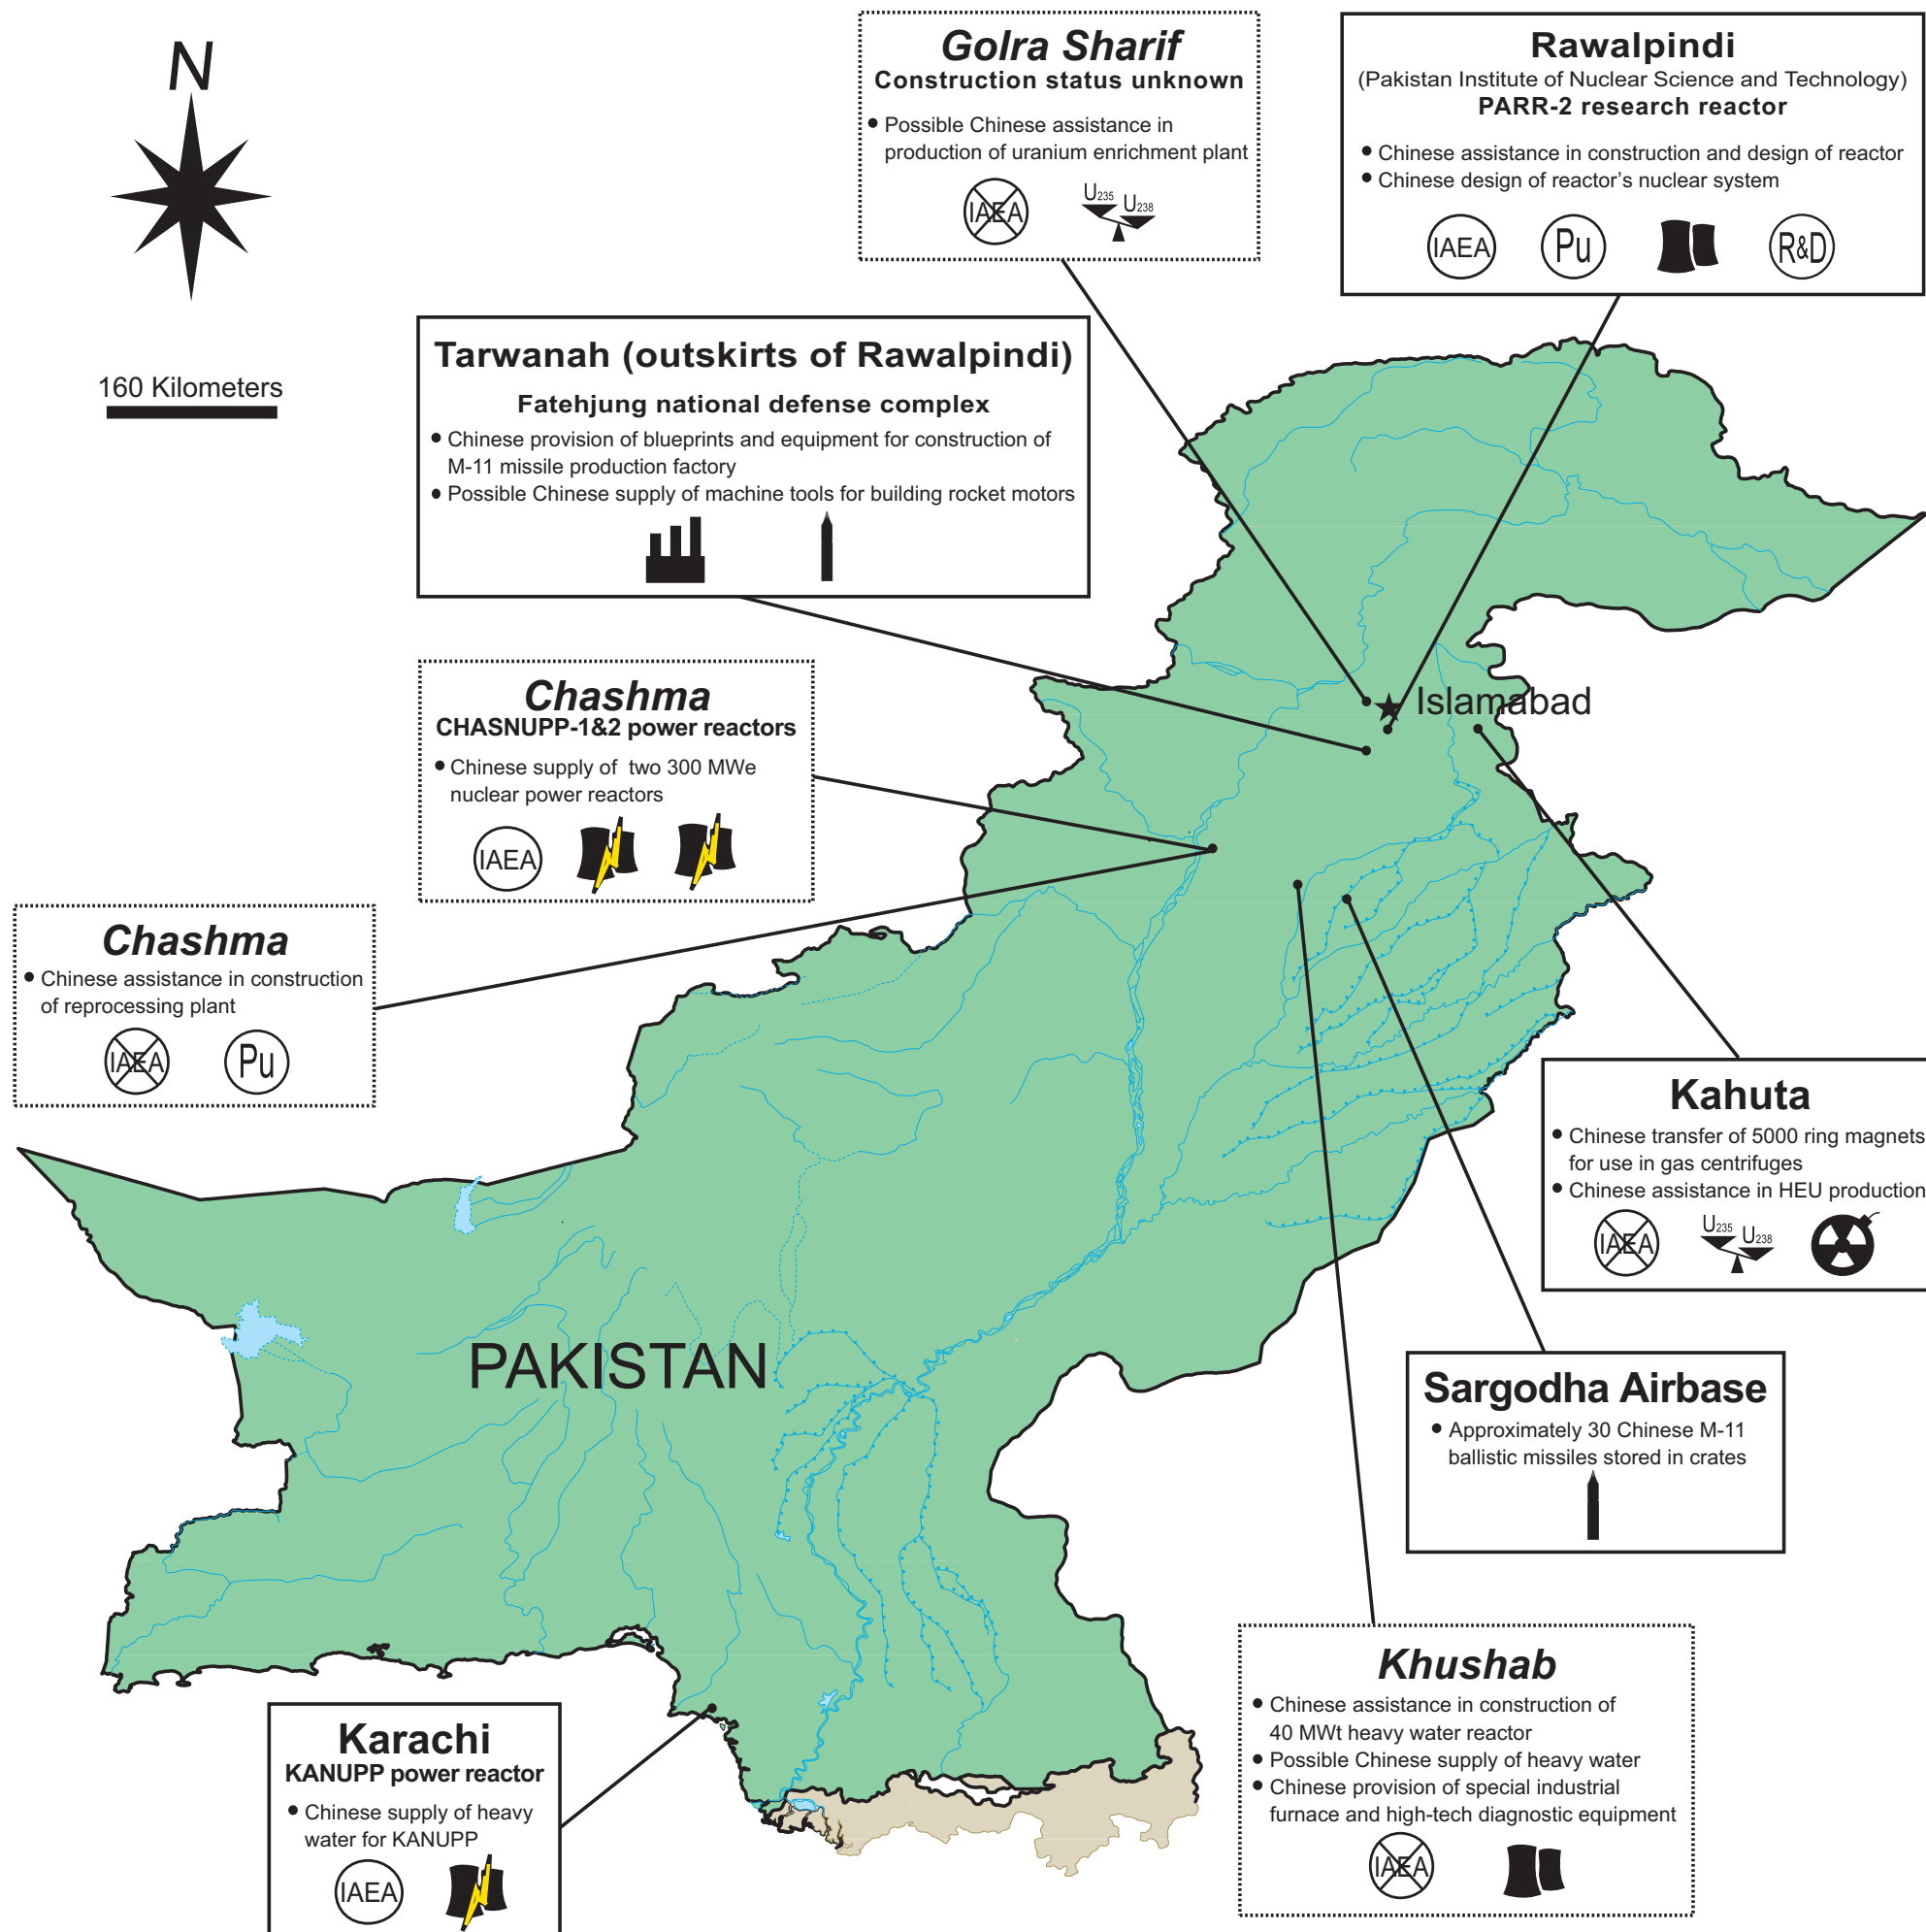 N
160 Kilometers
Golra Sharif
Construction status unknown
• Possible Chinese assistance in
production of uranium enrichment plant
IAEA
U235 U238
Rawalpindi
(Pakistan Institute of Nuclear Science and Technology)
PARR-2 research reactor
• Chinese assistance in construction and design of reactor
• Chinese design of reactor's nuclear system
IAEA Pu R&D
Tarwanah (outskirts of Rawalpindi)
Fatehjung national defense complex
• Chinese provision of blueprints and equipment for construction of
M-11 missile production factory
• Possible Chinese supply of machine tools for building rocket motors
Islamabad
Chashma
CHASNUPP-1&2 power reactors
• Chinese supply of two 300 MWe
nuclear power reactors
IAEA
Chashma
• Chinese assistance in construction
of reprocessing plant
IAEA Pu
Kahuta
• Chinese transfer of 5000 ring magnets
for use in gas centrifuges
• Chinese assistance in HEU production
IAEA
U235 U238
PAKISTAN
Sargodha Airbase
• Approximately 30 Chinese M-11
ballistic missiles stored in crates
Khushab
• Chinese assistance in construction of
40 MWt heavy water reactor
• Possible Chinese supply of heavy water
• Chinese provision of special industrial
furnace and high-tech diagnostic equipment
IAEA
Karachi
KANUPP power reactor
• Chinese supply of heavy
water for KANUPP
IAEA